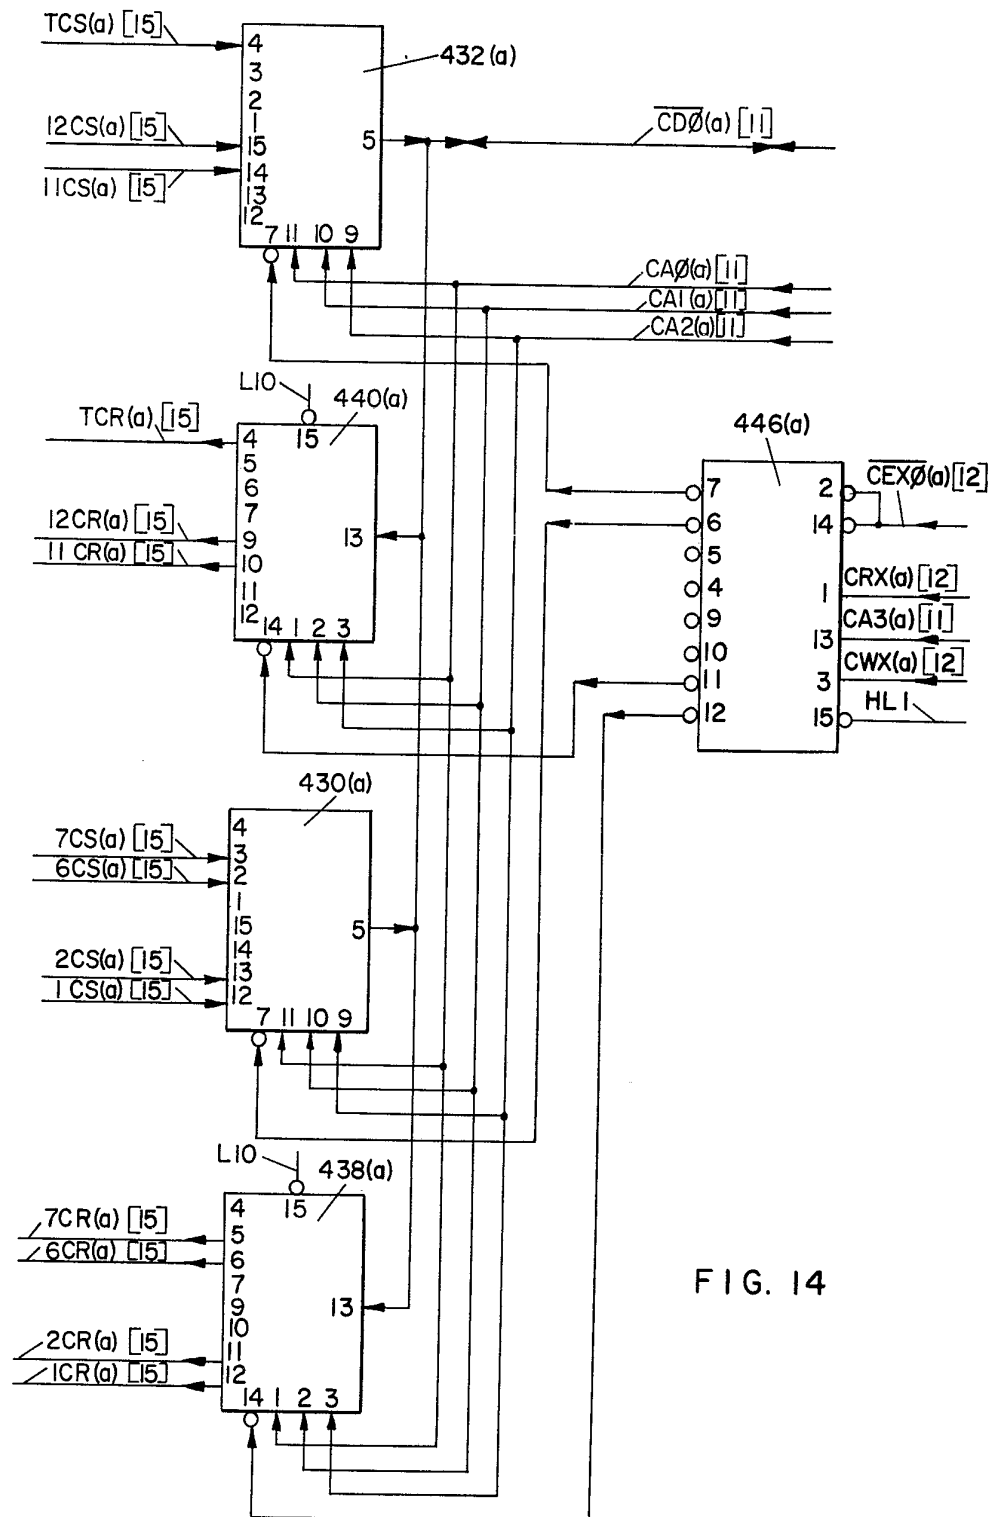 TCS(a) [15]
432(a)
4
3
2
1
15
14
13
12
5
12CS(a) [15]
11CS(a) [15]
7 11 10 9
C̅D̅Ø̅(a) [11]
CAØ(a) [11]
CA1(a) [11]
CA2(a) [11]
L10
440(a)
15
TCR(a) [15]
4
5
6
7
9
10
11
12
13
12CR(a) [15]
11CR(a) [15]
14 1 2 3
446(a)
7
6
5
4
9
10
11
12
2
14
1
13
3
15
C̅E̅X̅Ø̅(a) [12]
CRX(a) [12]
CA3(a) [11]
CWX(a) [12]
HL1
430(a)
7CS(a) [15]
6CS(a) [15]
4
3
2
1
15
14
13
12
5
2CS(a) [15]
1CS(a) [15]
7 11 10 9
L10
438(a)
15
7CR(a) [15]
6CR(a) [15]
4
5
6
7
9
10
11
12
13
2CR(a) [15]
1CR(a) [15]
14 1 2 3
FIG. 14